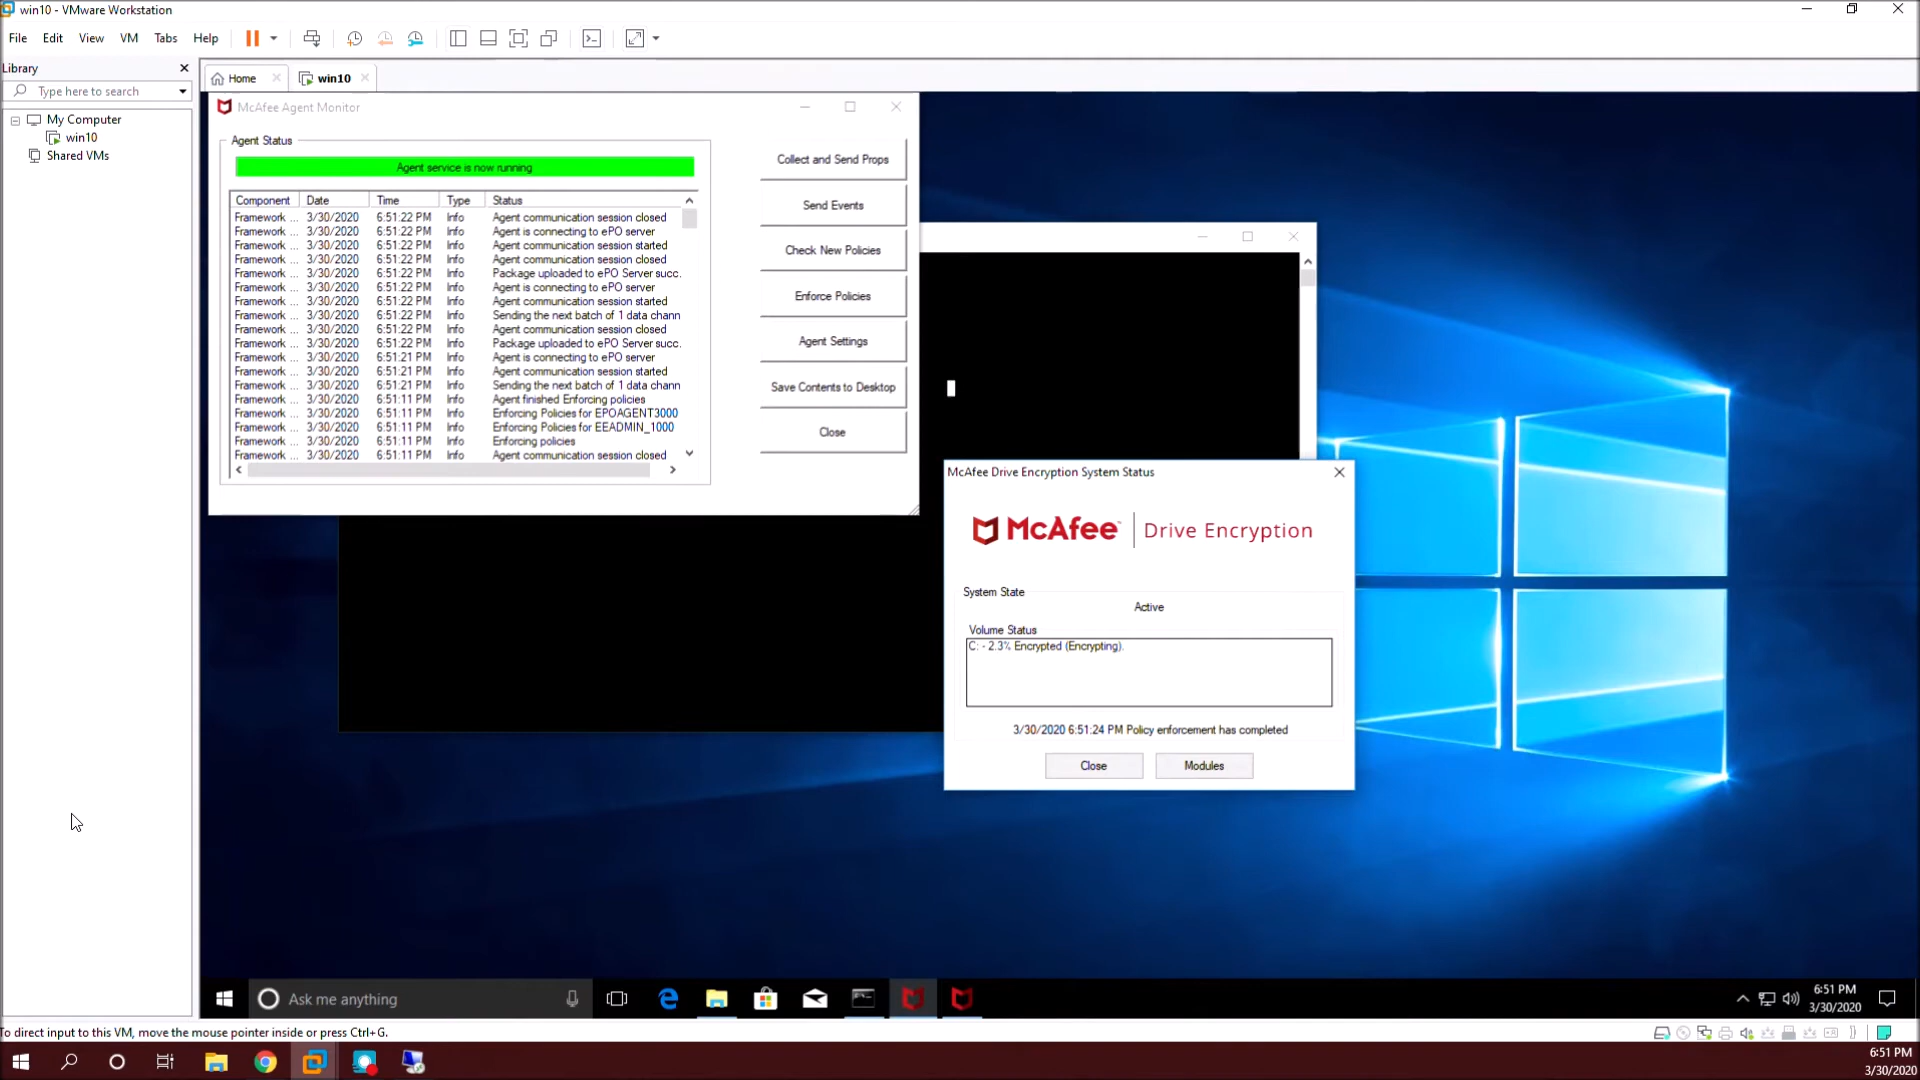 win10 - VMware Workstation
File Edit View VM Tabs Help
Library
Type here to search
My Computer
win10
Shared VMs
Home
win10
McAfee Agent Monitor
Agent Status
Agent service is now running
Component Date Time Type Status
Framework ... 3/30/2020 6:51:22 PM Info Agent communication session closed
Framework ... 3/30/2020 6:51:22 PM Info Agent is connecting to ePO server
Framework ... 3/30/2020 6:51:22 PM Info Agent communication session started
Framework ... 3/30/2020 6:51:22 PM Info Agent communication session closed
Framework ... 3/30/2020 6:51:22 PM Info Package uploaded to ePO Server succ.
Framework ... 3/30/2020 6:51:22 PM Info Agent is connecting to ePO server
Framework ... 3/30/2020 6:51:22 PM Info Agent communication session started
Framework ... 3/30/2020 6:51:22 PM Info Sending the next batch of 1 data chann
Framework ... 3/30/2020 6:51:22 PM Info Agent communication session closed
Framework ... 3/30/2020 6:51:22 PM Info Package uploaded to ePO Server succ.
Framework ... 3/30/2020 6:51:21 PM Info Agent is connecting to ePO server
Framework ... 3/30/2020 6:51:21 PM Info Agent communication session started
Framework ... 3/30/2020 6:51:21 PM Info Sending the next batch of 1 data chann
Framework ... 3/30/2020 6:51:11 PM Info Agent finished Enforcing policies
Framework ... 3/30/2020 6:51:11 PM Info Enforcing Policies for EPOAGENT3000
Framework ... 3/30/2020 6:51:11 PM Info Enforcing Policies for EEADMIN_1000
Framework ... 3/30/2020 6:51:11 PM Info Enforcing policies
Framework ... 3/30/2020 6:51:11 PM Info Agent communication session closed
Collect and Send Props
Send Events
Check New Policies
Enforce Policies
Agent Settings
Save Contents to Desktop
Close
McAfee Drive Encryption System Status
McAfee™ Drive Encryption
System State
Active
Volume Status
C: - 2.3% Encrypted (Encrypting).
3/30/2020 6:51:24 PM Policy enforcement has completed
Close Modules
Ask me anything
6:51 PM
3/30/2020
To direct input to this VM, move the mouse pointer inside or press Ctrl+G.
6:51 PM
3/30/2020